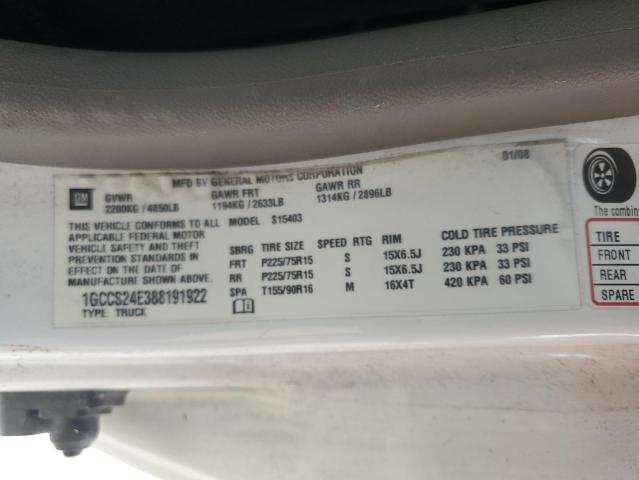 MFD BY GENERAL MOTORS CORPORATION 01/08
GM GVWR GAWR FRT GAWR RR
2200KG / 4850LB 1194KG / 2633LB 1314KG / 2896LB
THIS VEHICLE CONFORMS TO ALL MODEL S15403
APPLICABLE FEDERAL MOTOR
VEHICLE SAFETY AND THEFT
PREVENTION STANDARDS IN
EFFECT ON THE DATE OF
MANUFACTURE SHOWN ABOVE.
1GCCS24E388191922
TYPE: TRUCK
SBRG TIRE SIZE SPEED RTG RIM COLD TIRE PRESSURE
FRT P225/75R15 S 15X6.5J 230 KPA 33 PSI
RR P225/75R15 S 15X6.5J 230 KPA 33 PSI
SPA T155/90R16 M 16X4T 420 KPA 60 PSI
The combin
TIRE
FRONT
REAR
SPARE